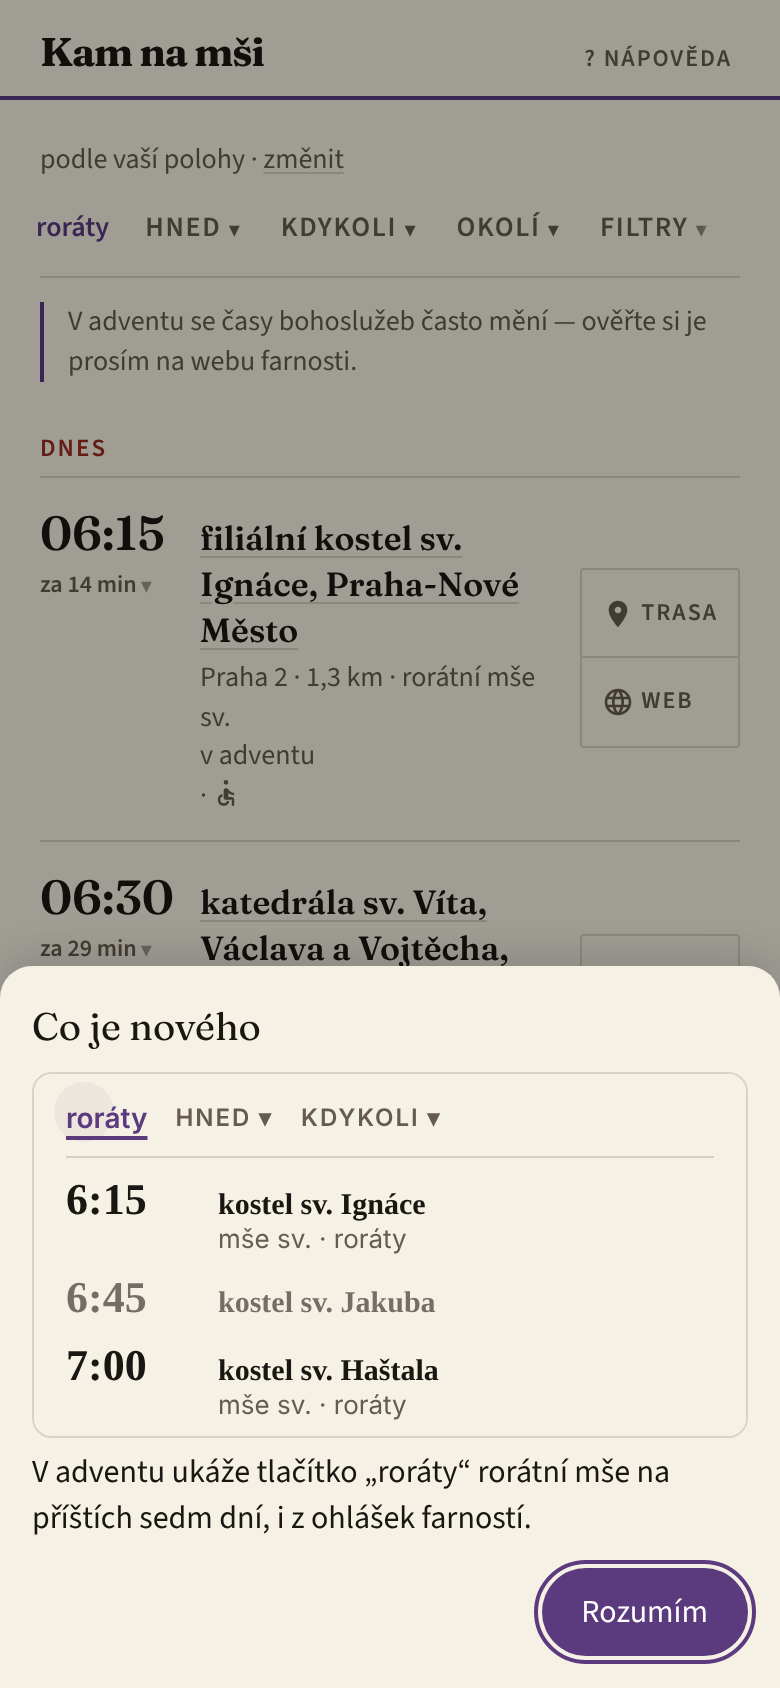 Kam na mši
? NÁPOVĚDA
podle vaší polohy · změnit
roráty HNED ▾ KDYKOLI ▾ OKOLÍ ▾ FILTRY ▾
V adventu se časy bohoslužeb často mění — ověřte si je
prosím na webu farnosti.
DNES
06:15
za 14 min ▾
filiální kostel sv.
Ignáce, Praha-Nové
Město
Praha 2 · 1,3 km · rorátní mše
sv.
v adventu
·
TRASA
WEB
06:30
za 29 min ▾
katedrála sv. Víta,
Václava a Vojtěcha,
Co je nového
roráty HNED ▾ KDYKOLI ▾
6:15 kostel sv. Ignáce
mše sv. · roráty
6:45 kostel sv. Jakuba
7:00 kostel sv. Haštala
mše sv. · roráty
V adventu ukáže tlačítko „roráty“ rorátní mše na
příštích sedm dní, i z ohlášek farností.
Rozumím